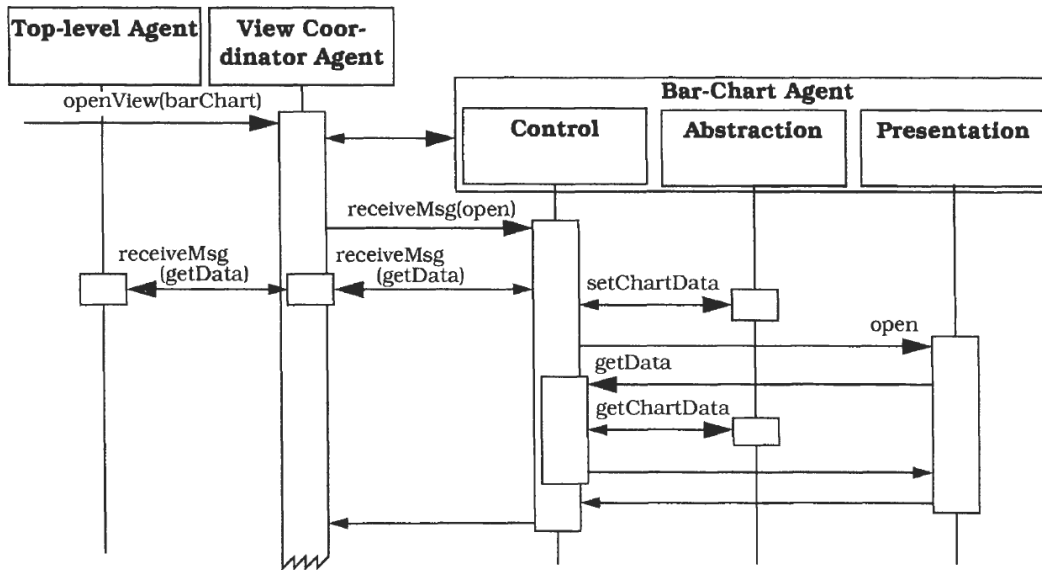 Top-level Agent
View Coor-
dinator Agent
openView(barChart)
Bar-Chart Agent
Control
Abstraction
Presentation
receiveMsg(open)
receiveMsg
(getData)
receiveMsg
(getData)
setChartData
open
getData
getChartData